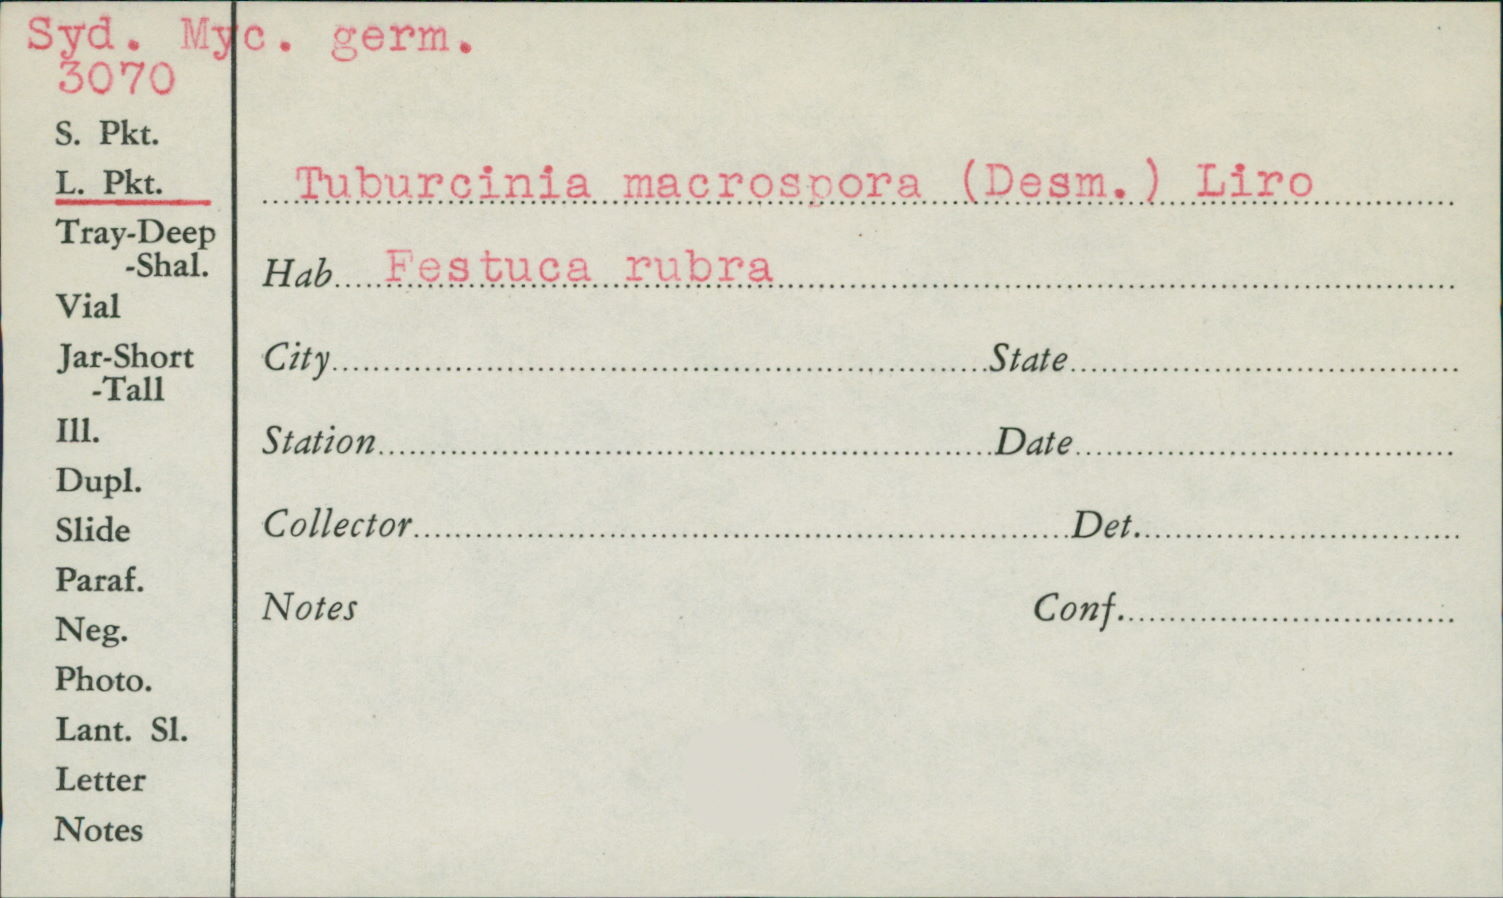 Syd. Myc. germ.
3070
S. Pkt.
L. Pkt.
Tray-Deep
-Shal.
Vial
Jar-Short
-Tall
Ill.
Dupl.
Slide
Paraf.
Neg.
Photo.
Lant. Sl.
Letter
Notes
Tuburcinia macrospora (Desm.) Liro
Hab Festuca rubra
City State
Station Date
Collector Det.
Notes Conf.